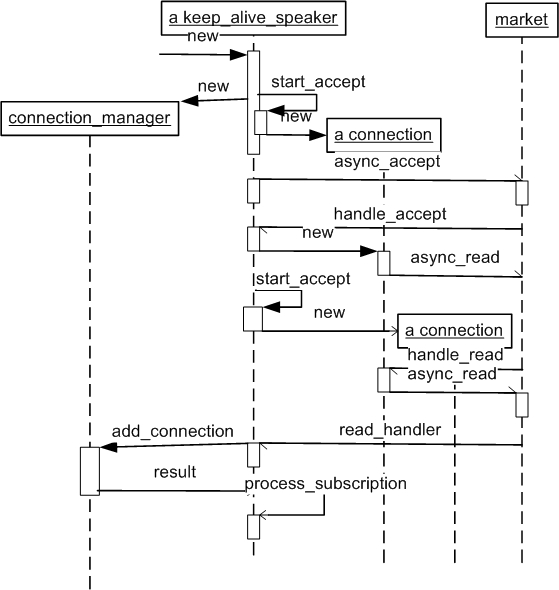 a keep_alive_speaker
market
new
new
start_accept
connection_manager
new
a connection
async_accept
handle_accept
new
async_read
start_accept
new
a connection
handle_read
async_read
add_connection
read_handler
result
process_subscription